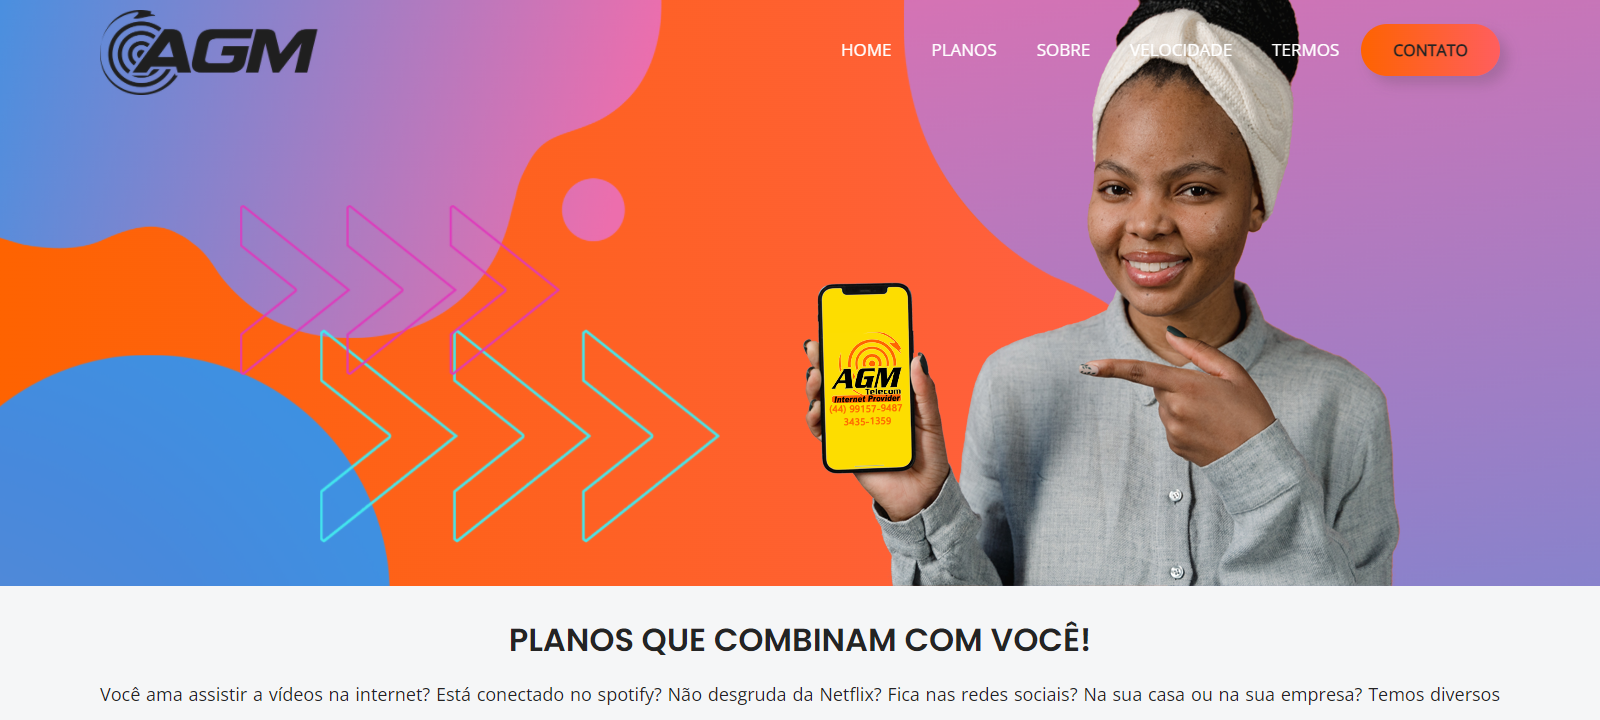 AGM
HOME PLANOS SOBRE VELOCIDADE TERMOS CONTATO
AGM
Telecom
Internet Provider
(44) 99157-9487
3435-1359
PLANOS QUE COMBINAM COM VOCÊ!
Você ama assistir a vídeos na internet? Está conectado no spotify? Não desgruda da Netflix? Fica nas redes sociais? Na sua casa ou na sua empresa? Temos diversos